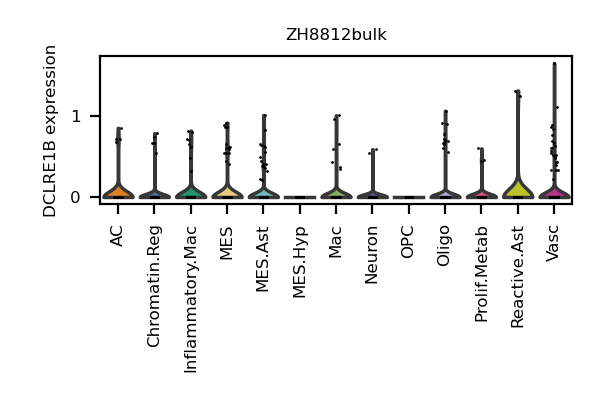 ZH8812bulk
DCLRE1B expression
1
0
AC
Chromatin.Reg
Inflammatory.Mac
MES
MES.Ast
MES.Hyp
Mac
Neuron
OPC
Oligo
Prolif.Metab
Reactive.Ast
Vasc